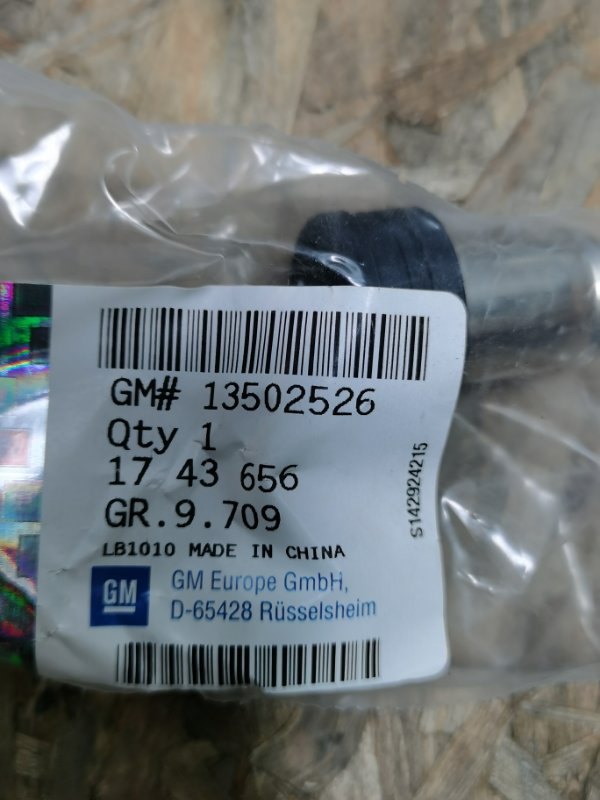 GM# 13502526
Qty 1
17 43 656
GR.9.709
S142924215
LB1010 MADE IN CHINA
GM
GM Europe GmbH,
D-65428 Rüsselsheim